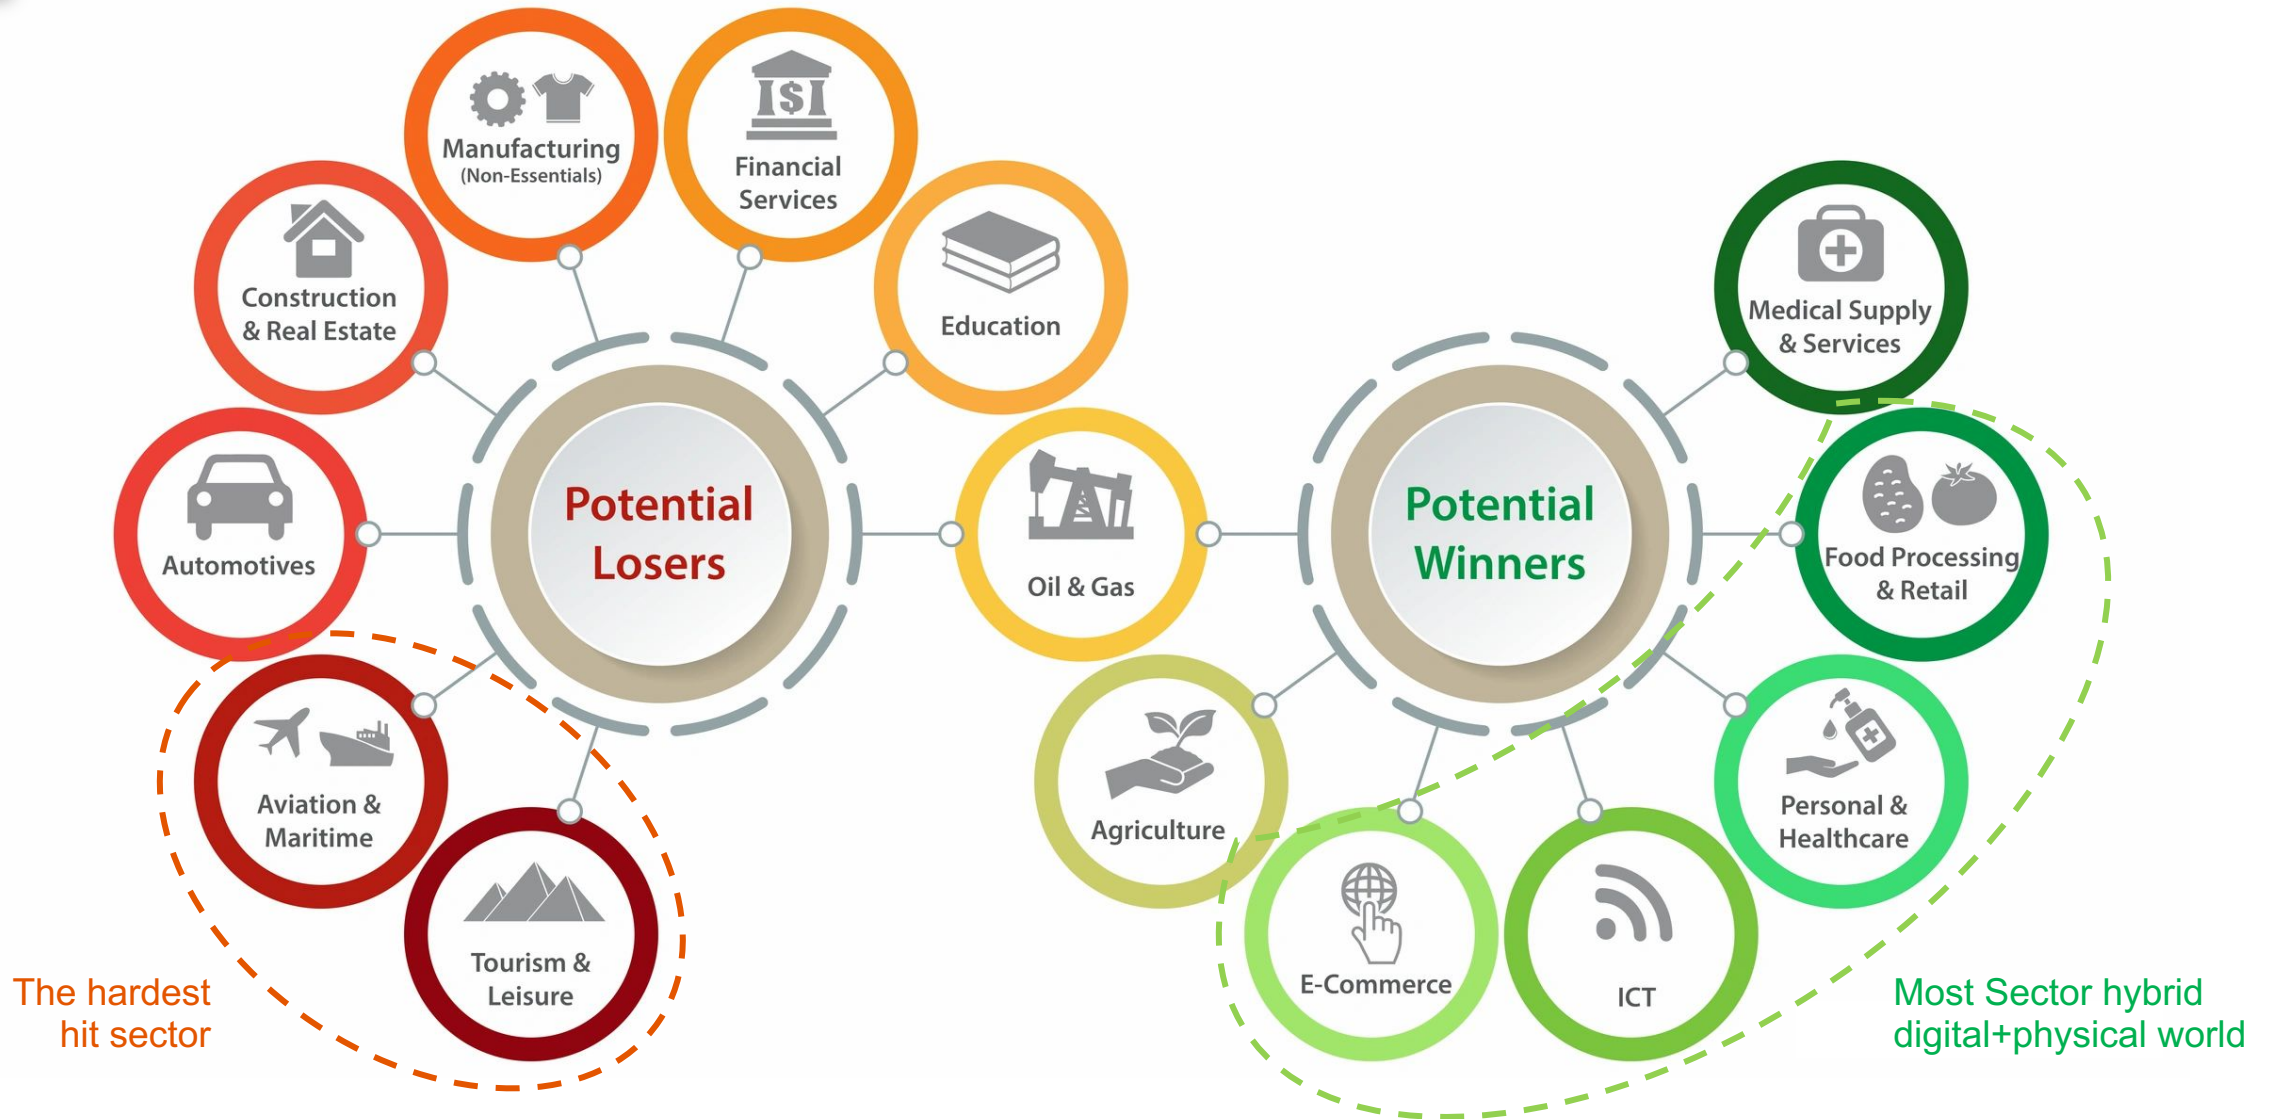 Manufacturing
(Non-Essentials)
$
Financial
Services
Construction
& Real Estate
Education
Automotives
Potential
Losers
Oil & Gas
Aviation &
Maritime
Tourism &
Leisure
The hardest
hit sector
Potential
Winners
Medical Supply
& Services
Food Processing
& Retail
Personal &
Healthcare
Agriculture
E-Commerce
ICT
Most Sector hybrid
digital+physical world